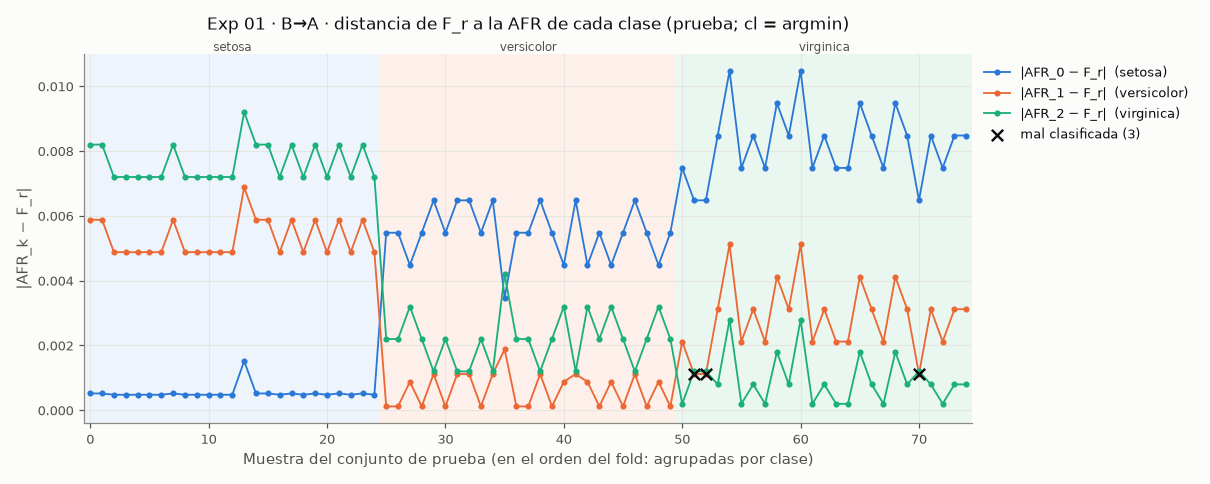 Exp 01 · B→A · distancia de F_r a la AFR de cada clase (prueba; cl = argmin)
setosa
versicolor
virginica
|AFR_0 − F_r| (setosa)
|AFR_1 − F_r| (versicolor)
|AFR_2 − F_r| (virginica)
mal clasificada (3)
|AFR_k − F_r|
0.010
0.008
0.006
0.004
0.002
0.000
0
10
20
30
40
50
60
70
Muestra del conjunto de prueba (en el orden del fold: agrupadas por clase)